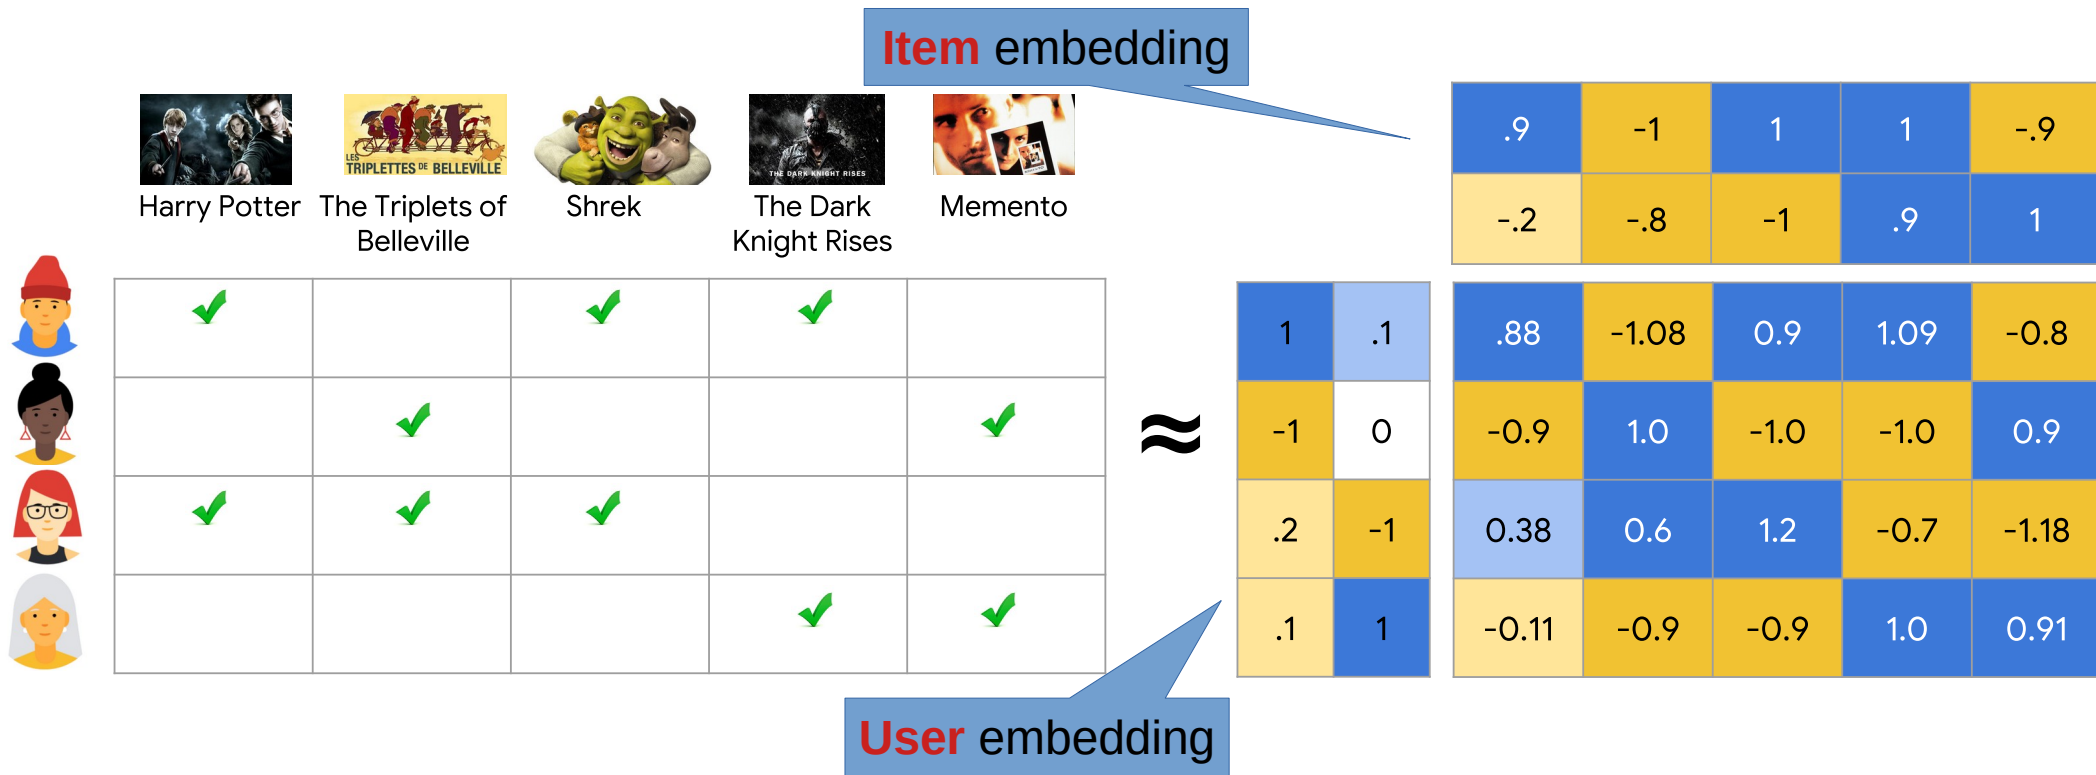 Item embedding
LES
TRIPLETTES DE BELLEVILLE
THE DARK KNIGHT RISES
Harry Potter
The Triplets of
Belleville
Shrek
The Dark
Knight Rises
Memento
.9 -1 1 1 -.9
-.2 -.8 -1 .9 1
≈
1 .1
-1 0
.2 -1
.1 1
.88 -1.08 0.9 1.09 -0.8
-0.9 1.0 -1.0 -1.0 0.9
0.38 0.6 1.2 -0.7 -1.18
-0.11 -0.9 -0.9 1.0 0.91
User embedding